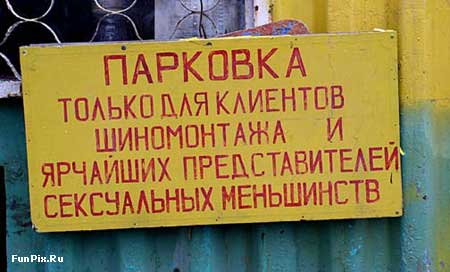 ПАРКОВКА
ТОЛЬКО ДЛЯ КЛИЕНТОВ
ШИНОМОНТАЖА И
ЯРЧАЙШИХ ПРЕДСТАВИТЕЛЕЙ
СЕКСУАЛЬНЫХ МЕНЬШИНСТВ
FunPix.Ru